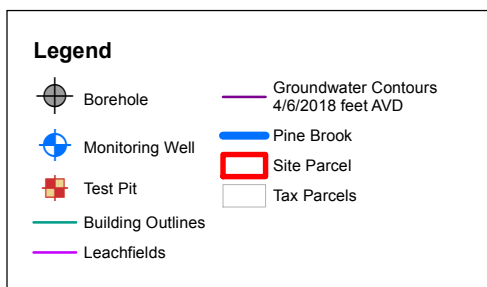 Legend
Borehole
Monitoring Well
Test Pit
Building Outlines
Leachfields
Groundwater Contours
4/6/2018 feet AVD
Pine Brook
Site Parcel
Tax Parcels